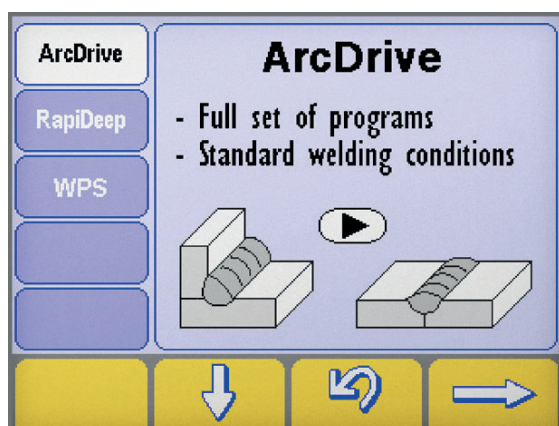 ArcDrive
RapiDeep
WPS
ArcDrive
- Full set of programs
- Standard welding conditions